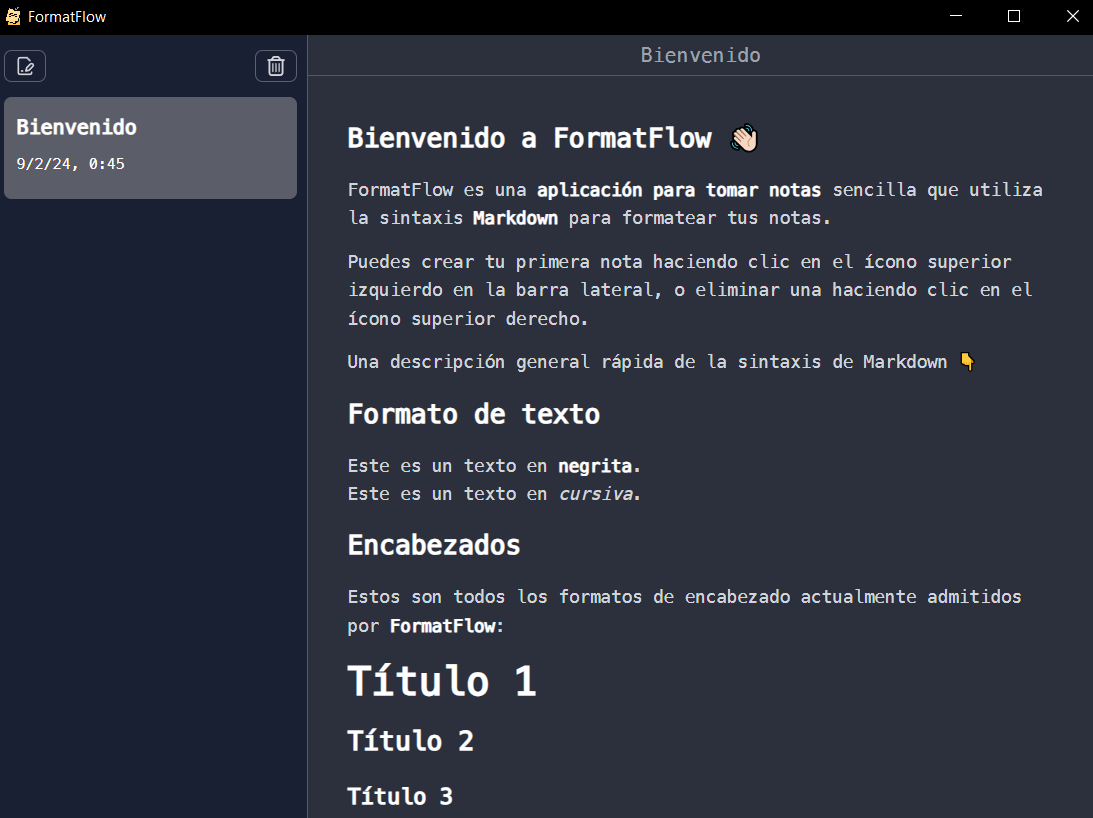 FormatFlow
Bienvenido
Bienvenido
9/2/24, 0:45
Bienvenido a FormatFlow 👋🏻
FormatFlow es una aplicación para tomar notas sencilla que utiliza
la sintaxis Markdown para formatear tus notas.
Puedes crear tu primera nota haciendo clic en el ícono superior
izquierdo en la barra lateral, o eliminar una haciendo clic en el
ícono superior derecho.
Una descripción general rápida de la sintaxis de Markdown 👇
Formato de texto
Este es un texto en negrita.
Este es un texto en cursiva.
Encabezados
Estos son todos los formatos de encabezado actualmente admitidos
por FormatFlow:
Título 1
Título 2
Título 3